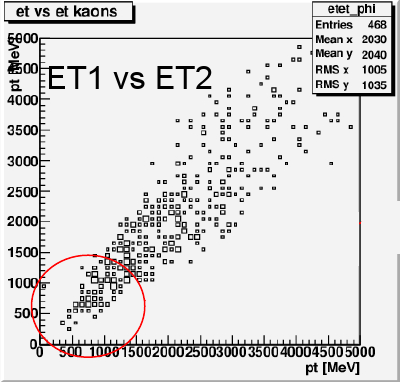 et vs et kaons
etet_phi
Entries 468
Mean x 2030
Mean y 2040
RMS x 1005
RMS y 1035
pt [MeV]
ET1 vs ET2
5000
4500
4000
3500
3000
2500
2000
1500
1000
500
0
0 500 1000 1500 2000 2500 3000 3500 4000 4500 5000
pt [MeV]